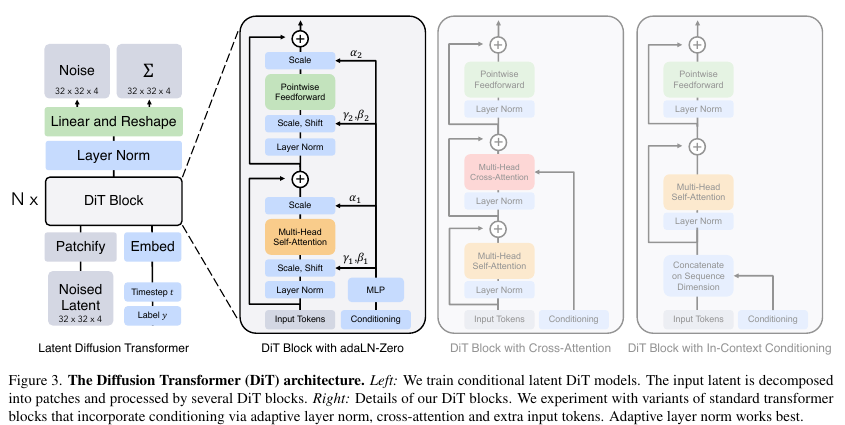 Noise
32 x 32 x 4
Σ
32 x 32 x 4
Linear and Reshape
Layer Norm
N x
DiT Block
Patchify
Embed
Noised
Latent
32 x 32 x 4
Timestep t
Label y
Latent Diffusion Transformer
Scale
α₂
Pointwise
Feedforward
Scale, Shift
γ₂,β₂
Layer Norm
Scale
α₁
Multi-Head
Self-Attention
Scale, Shift
γ₁,β₁
Layer Norm
MLP
Input Tokens
Conditioning
DiT Block with adaLN-Zero
Pointwise
Feedforward
Layer Norm
Multi-Head
Cross-Attention
Layer Norm
Multi-Head
Self-Attention
Layer Norm
Input Tokens
Conditioning
DiT Block with Cross-Attention
Pointwise
Feedforward
Layer Norm
Multi-Head
Self-Attention
Layer Norm
Concatenate
on Sequence
Dimension
Input Tokens
Conditioning
DiT Block with In-Context Conditioning
Figure 3. The Diffusion Transformer (DiT) architecture. Left: We train conditional latent DiT models. The input latent is decomposed
into patches and processed by several DiT blocks. Right: Details of our DiT blocks. We experiment with variants of standard transformer
blocks that incorporate conditioning via adaptive layer norm, cross-attention and extra input tokens. Adaptive layer norm works best.